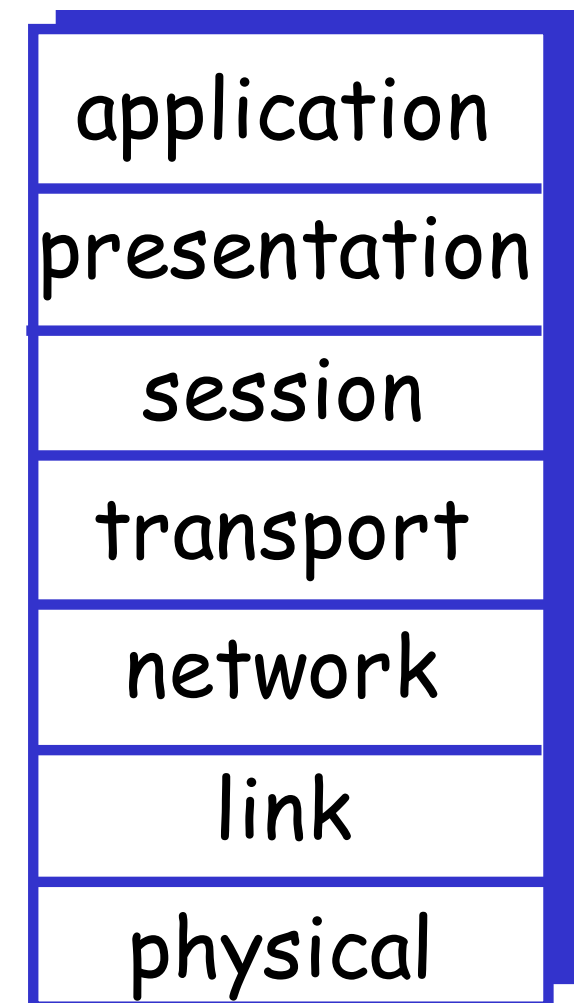 application
presentation
session
transport
network
link
physical